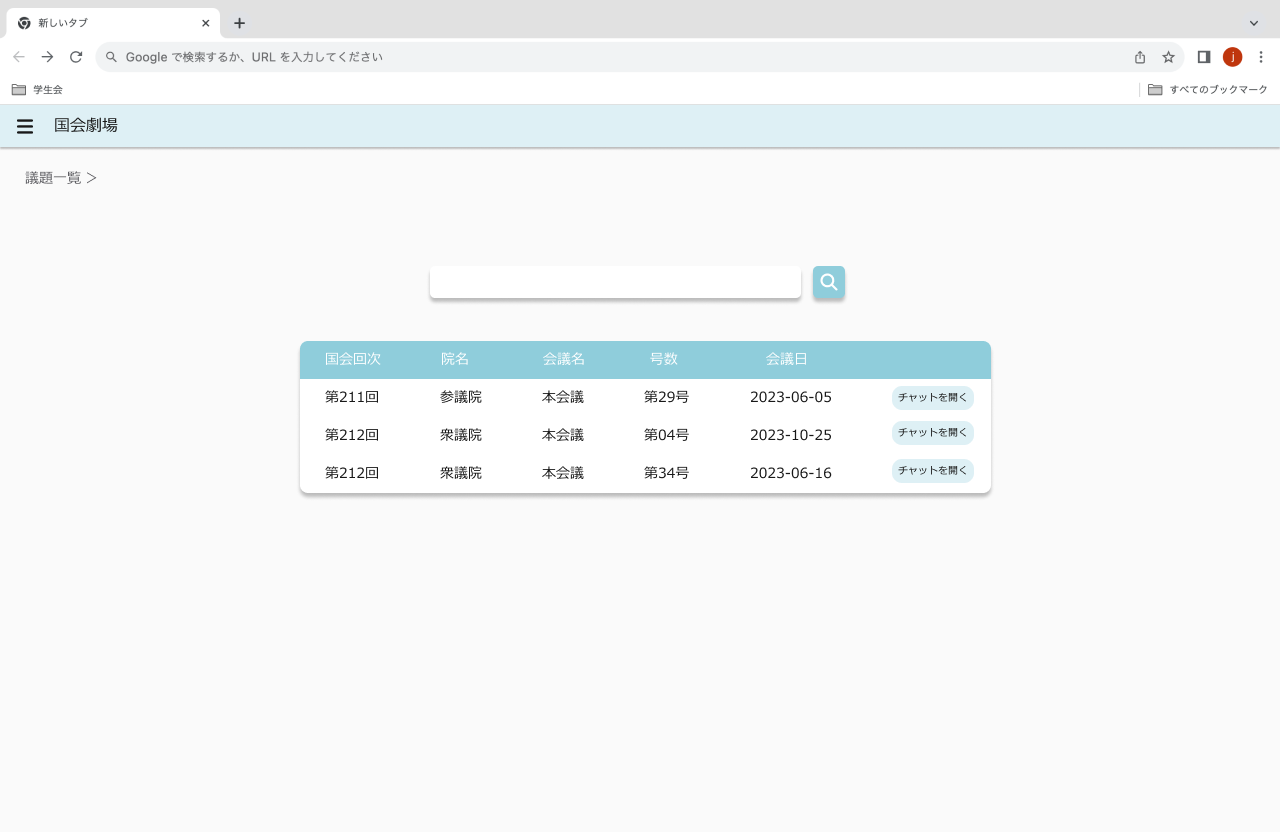 新しいタブ
Google で検索するか、URL を入力してください
j
学生会
すべてのブックマーク
国会劇場
議題一覧 ＞
国会回次 院名 会議名 号数 会議日
第211回 参議院 本会議 第29号 2023-06-05 チャットを開く
第212回 衆議院 本会議 第04号 2023-10-25 チャットを開く
第212回 衆議院 本会議 第34号 2023-06-16 チャットを開く